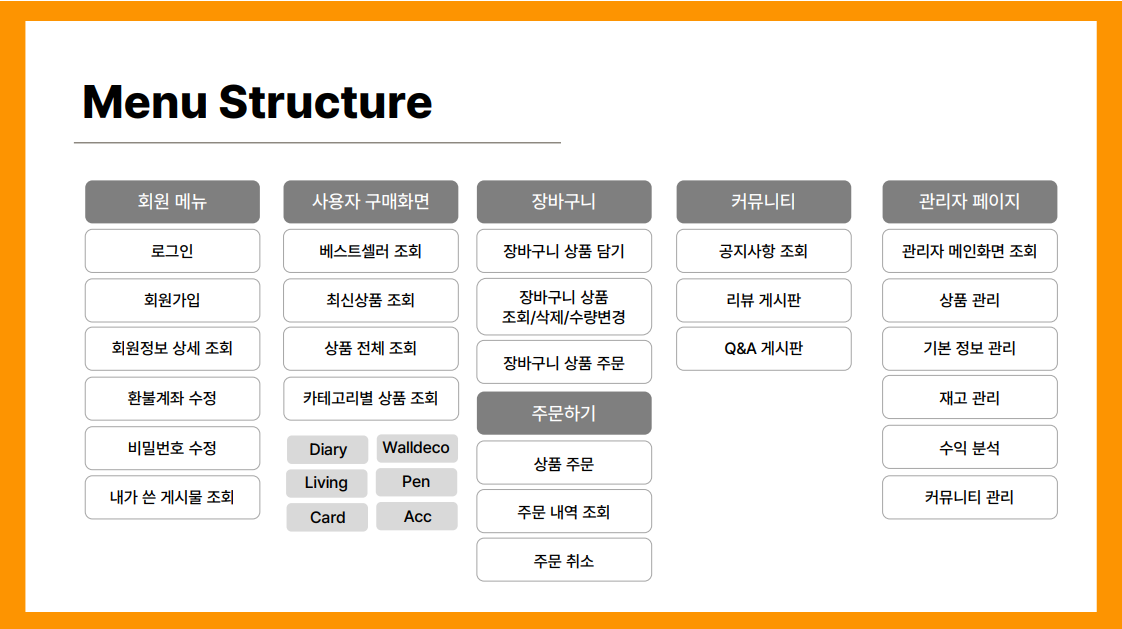 Menu Structure
회원 메뉴
로그인
회원가입
회원정보 상세 조회
환불계좌 수정
비밀번호 수정
내가 쓴 게시물 조회
사용자 구매화면
베스트셀러 조회
최신상품 조회
상품 전체 조회
카테고리별 상품 조회
Diary
Walldeco
Living
Pen
Card
Acc
장바구니
장바구니 상품 담기
장바구니 상품
조회/삭제/수량변경
장바구니 상품 주문
주문하기
상품 주문
주문 내역 조회
주문 취소
커뮤니티
공지사항 조회
리뷰 게시판
Q&A 게시판
관리자 페이지
관리자 메인화면 조회
상품 관리
기본 정보 관리
재고 관리
수익 분석
커뮤니티 관리